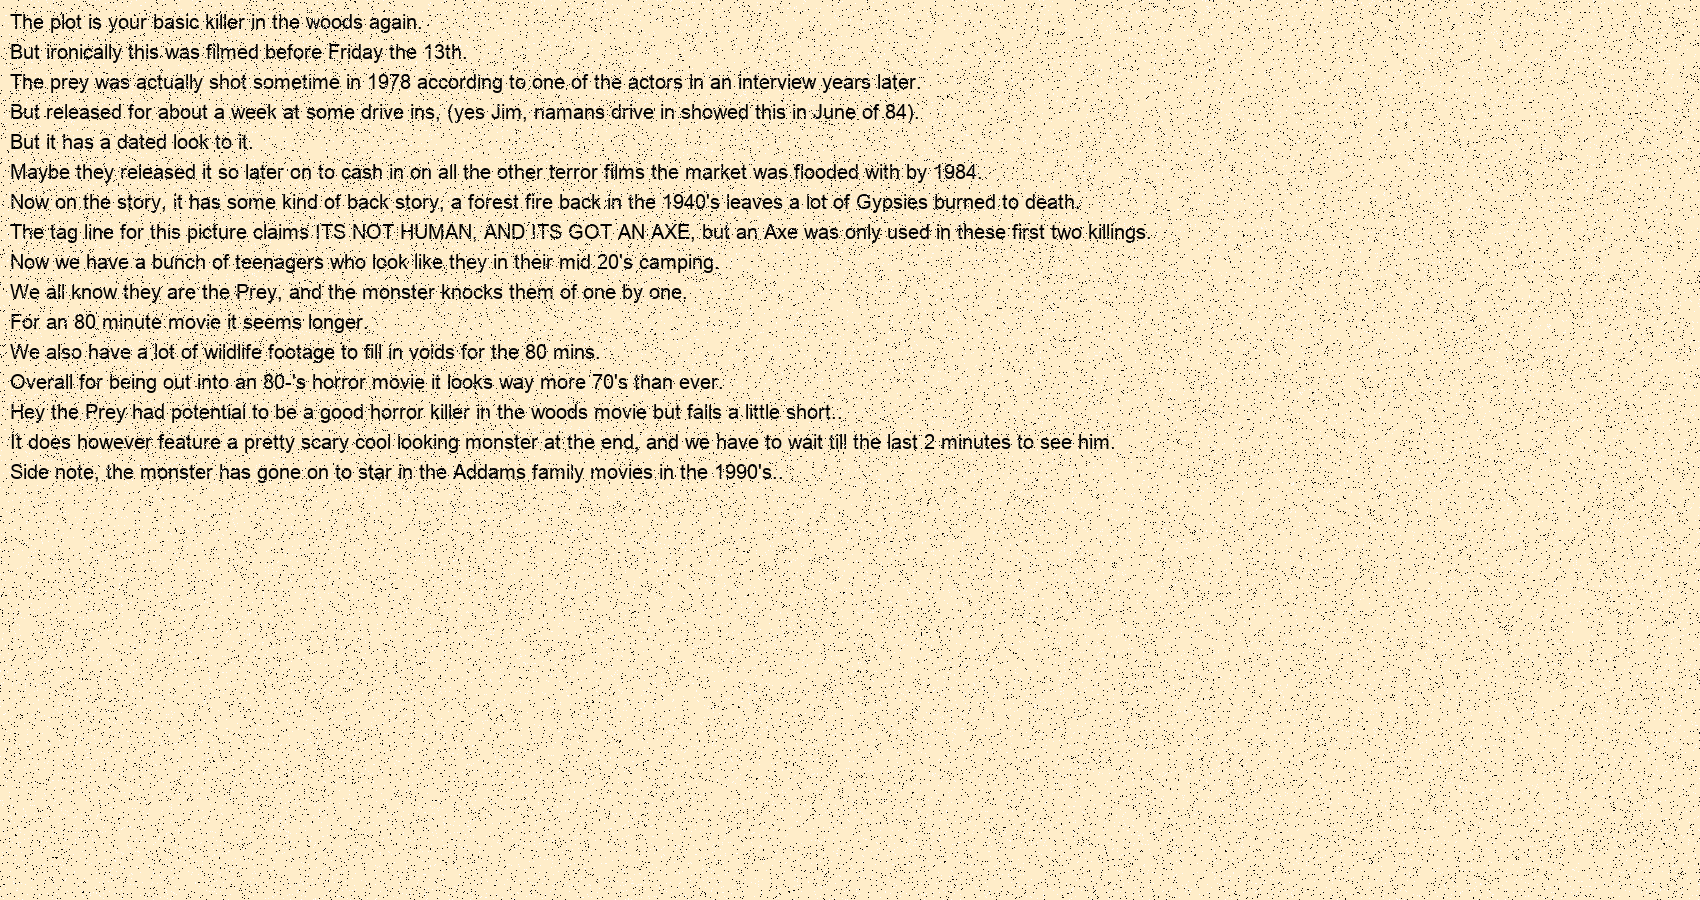 The plot is your basic killer in the woods again.
But ironically this was filmed before Friday the 13th.
The prey was actually shot sometime in 1978 according to one of the actors in an interview years later.
But released for about a week at some drive ins, (yes Jim, namans drive in showed this in June of 84).
But it has a dated look to it.
Maybe they released it so later on to cash in on all the other terror films the market was flooded with by 1984.
Now on the story, it has some kind of back story, a forest fire back in the 1940's leaves a lot of Gypsies burned to death.
The tag line for this picture claims ITS NOT HUMAN, AND ITS GOT AN AXE, but an Axe was only used in these first two killings.
Now we have a bunch of teenagers who look like they in their mid 20's camping.
We all know they are the Prey, and the monster knocks them of one by one.
For an 80 minute movie it seems longer.
We also have a lot of wildlife footage to fill in voids for the 80 mins.
Overall for being out into an 80-'s horror movie it looks way more 70's than ever.
Hey the Prey had potential to be a good horror killer in the woods movie but falls a little short..
It does however feature a pretty scary cool looking monster at the end, and we have to wait till the last 2 minutes to see him.
Side note, the monster has gone on to star in the Addams family movies in the 1990's..